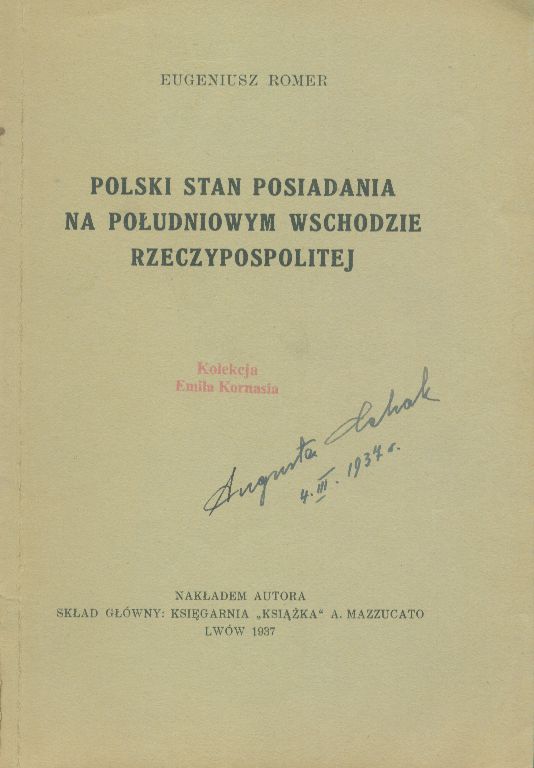 EUGENIUSZ ROMER
POLSKI STAN POSIADANIA
NA POŁUDNIOWYM WSCHODZIE
RZECZYPOSPOLITEJ
Kolekcja
Emila Kornasia
Augusta
4. III. 1937 r.
NAKŁADEM AUTORA
SKŁAD GŁÓWNY: KSIĘGARNIA „KSIĄŻKA“ A. MAZZUCATO
LWÓW 1937